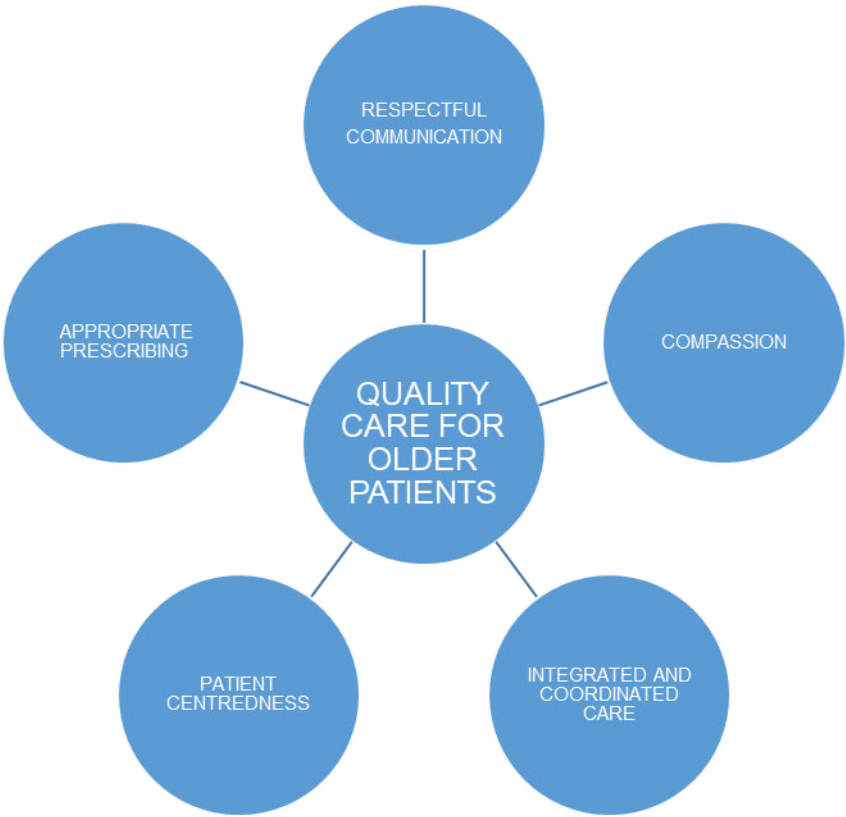 RESPECTFUL
COMMUNICATION
APPROPRIATE
PRESCRIBING
COMPASSION
QUALITY
CARE FOR
OLDER
PATIENTS
PATIENT
CENTREDNESS
INTEGRATED AND
COORDINATED
CARE